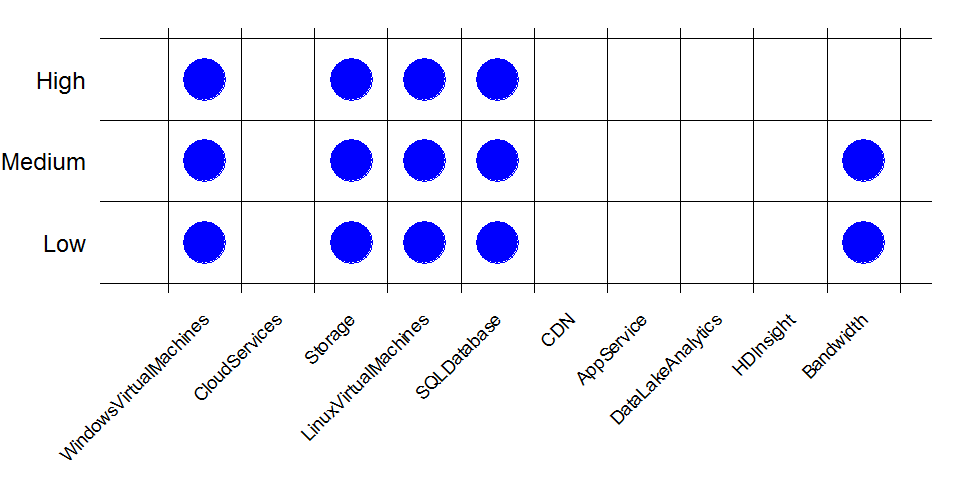 High
Medium
Low
WindowsVirtualMachines
CloudServices
Storage
LinuxVirtualMachines
SQLDatabase
CDN
AppService
DataLakeAnalytics
HDInsight
Bandwidth